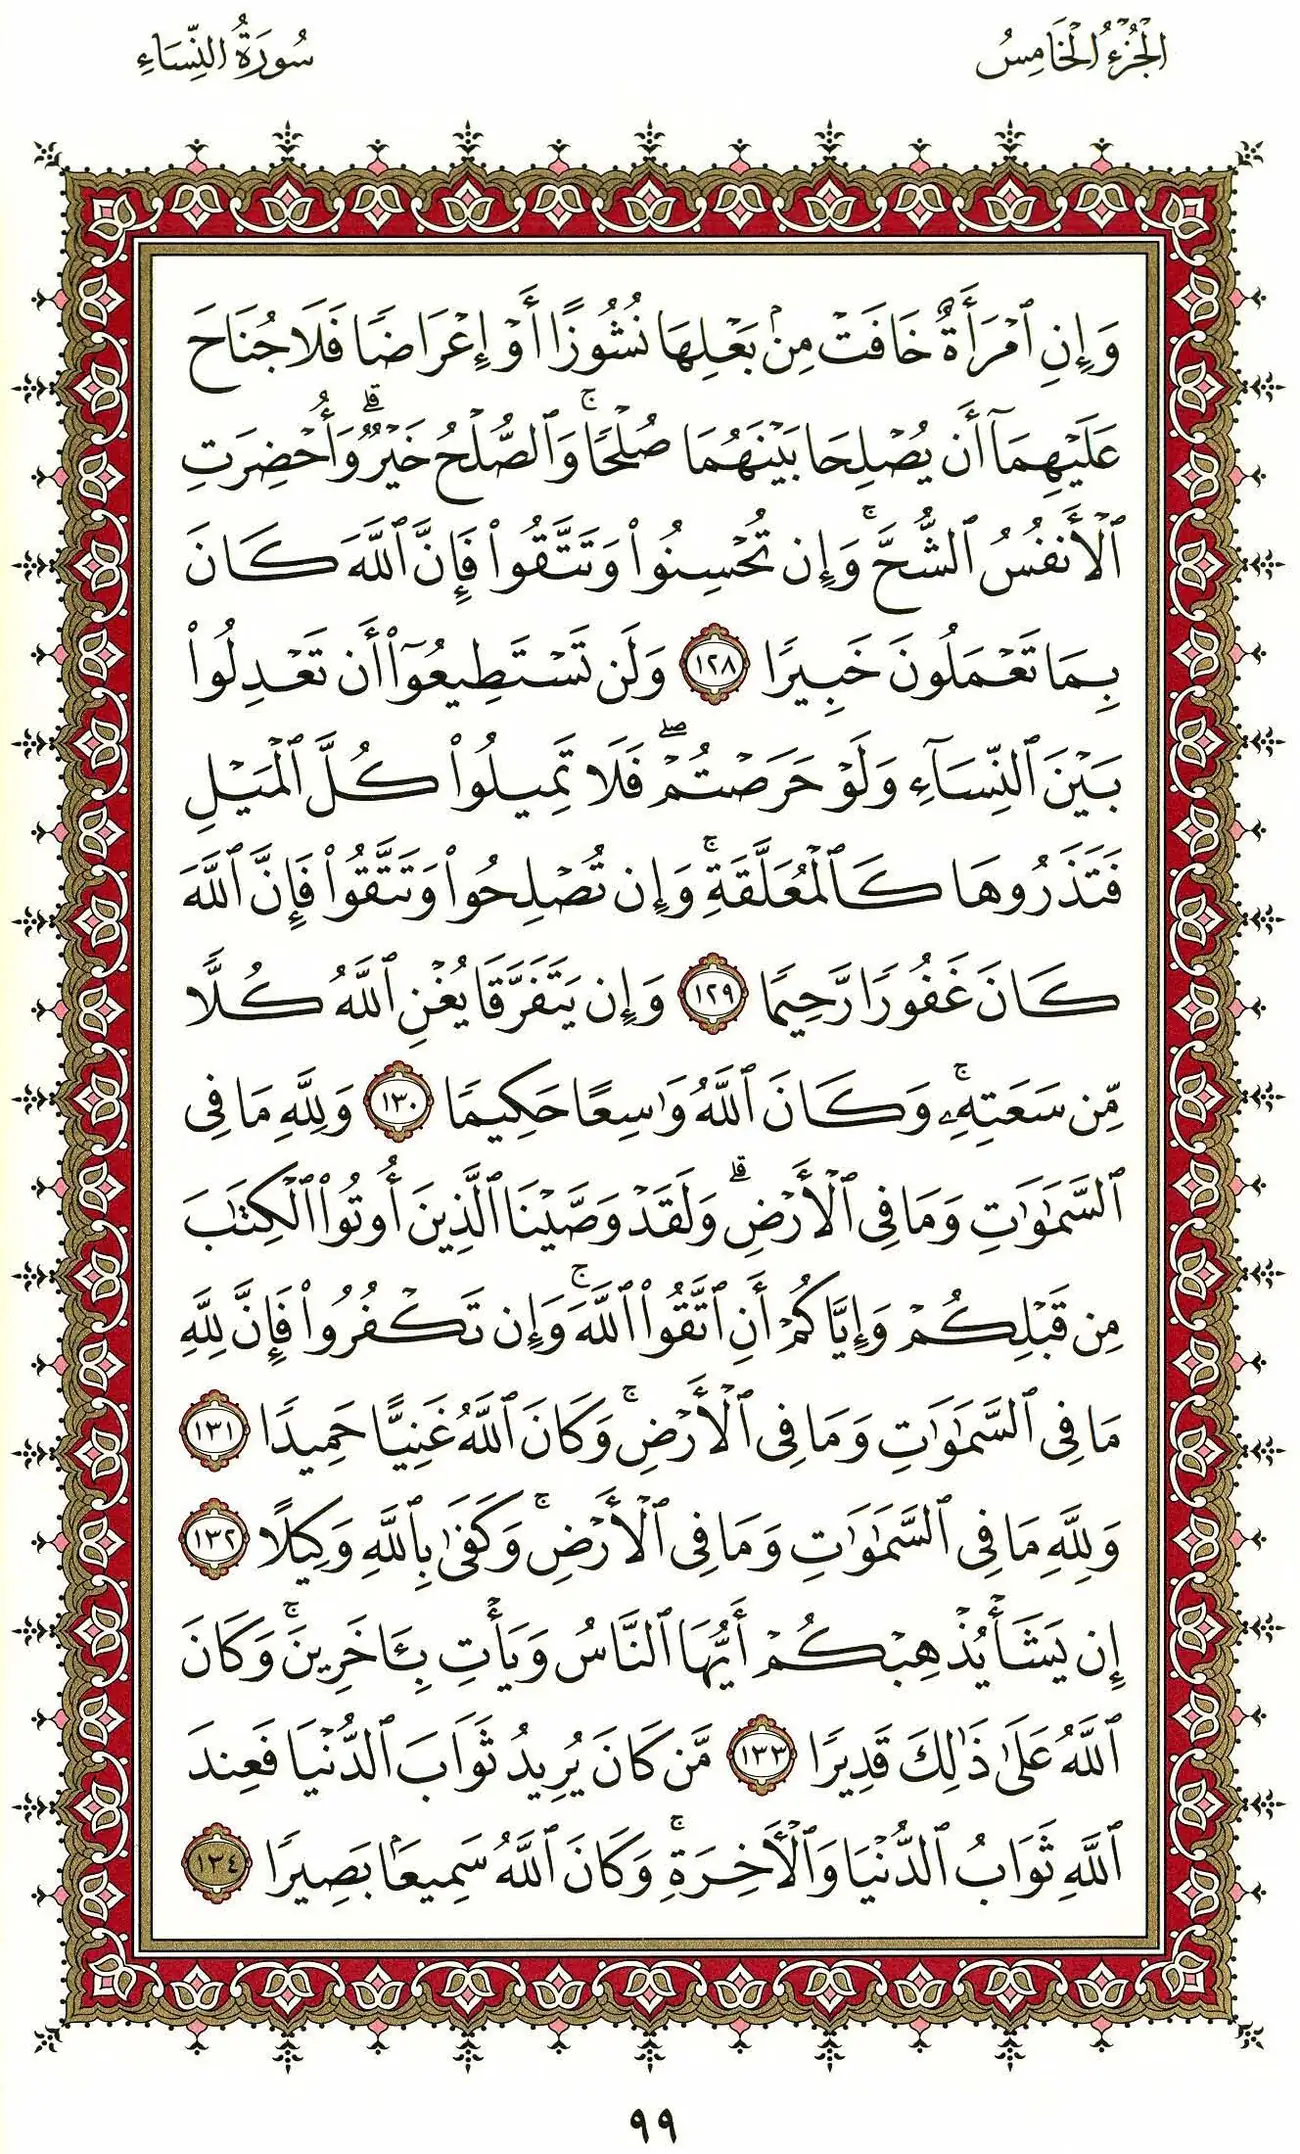 الْجُزْءُ الْخَامِسُ
سُورَةُ النِّسَاءِ
وَإِنِ ٱمْرَأَةٌ خَافَتْ مِنۢ بَعْلِهَا نُشُوزًا أَوْ إِعْرَاضًا فَلَا جُنَاحَ
عَلَيْهِمَآ أَن يُصْلِحَا بَيْنَهُمَا صُلْحًا ۚ وَٱلصُّلْحُ خَيْرٌ ۗ وَأُحْضِرَتِ
ٱلْأَنفُسُ ٱلشُّحَّ ۚ وَإِن تُحْسِنُوا۟ وَتَتَّقُوا۟ فَإِنَّ ٱللَّهَ كَانَ
بِمَا تَعْمَلُونَ خَبِيرًا ١٢٨ وَلَن تَسْتَطِيعُوٓا۟ أَن تَعْدِلُوا۟
بَيْنَ ٱلنِّسَآءِ وَلَوْ حَرَصْتُمْ ۖ فَلَا تَمِيلُوا۟ كُلَّ ٱلْمَيْلِ
فَتَذَرُوهَا كَٱلْمُعَلَّقَةِ ۚ وَإِن تُصْلِحُوا۟ وَتَتَّقُوا۟ فَإِنَّ ٱللَّهَ
كَانَ غَفُورًا رَّحِيمًا ١٢٩ وَإِن يَتَفَرَّقَا يُغْنِ ٱللَّهُ كُلًّا
مِّن سَعَتِهِۦ ۚ وَكَانَ ٱللَّهُ وَٰسِعًا حَكِيمًا ١٣٠ وَلِلَّهِ مَا فِى
ٱلسَّمَٰوَٰتِ وَمَا فِى ٱلْأَرْضِ ۗ وَلَقَدْ وَصَّيْنَا ٱلَّذِينَ أُوتُوا۟ ٱلْكِتَٰبَ
مِن قَبْلِكُمْ وَإِيَّاكُمْ أَنِ ٱتَّقُوا۟ ٱللَّهَ ۚ وَإِن تَكْفُرُوا۟ فَإِنَّ لِلَّهِ
مَا فِى ٱلسَّمَٰوَٰتِ وَمَا فِى ٱلْأَرْضِ ۚ وَكَانَ ٱللَّهُ غَنِيًّا حَمِيدًا ١٣١
وَلِلَّهِ مَا فِى ٱلسَّمَٰوَٰتِ وَمَا فِى ٱلْأَرْضِ ۚ وَكَفَىٰ بِٱللَّهِ وَكِيلًا ١٣٢
إِن يَشَأْ يُذْهِبْكُمْ أَيُّهَا ٱلنَّاسُ وَيَأْتِ بِـَٔاخَرِينَ ۚ وَكَانَ
ٱللَّهُ عَلَىٰ ذَٰلِكَ قَدِيرًا ١٣٣ مَّن كَانَ يُرِيدُ ثَوَابَ ٱلدُّنْيَا فَعِندَ
ٱللَّهِ ثَوَابُ ٱلدُّنْيَا وَٱلْـَٔاخِرَةِ ۚ وَكَانَ ٱللَّهُ سَمِيعًۢا بَصِيرًا ١٣٤
٩٩